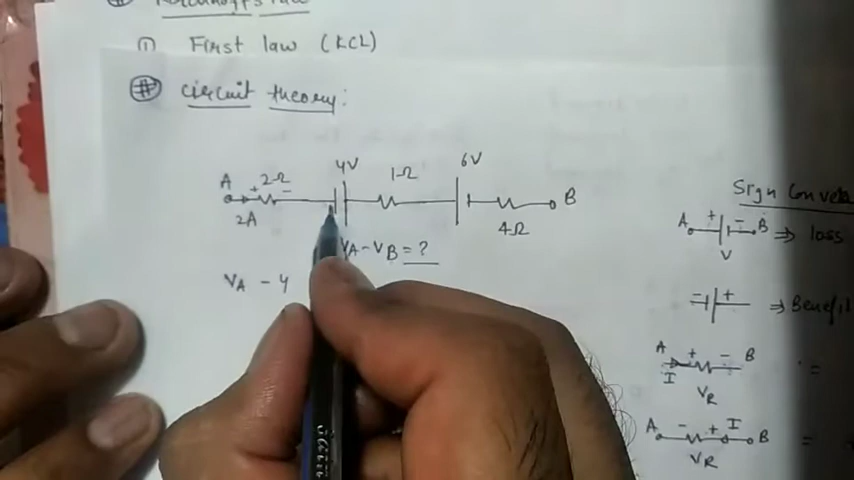 ① First law (KCL)
# circuit theory:
4V 6V
A + 2Ω - 1Ω B
2A 4Ω
VA - VB = ?
VA - 4
Sign Conve
A + - B ⇒ loss
V
- + ⇒ Benefit
A + - B =
I VR
A - + I B =
VR